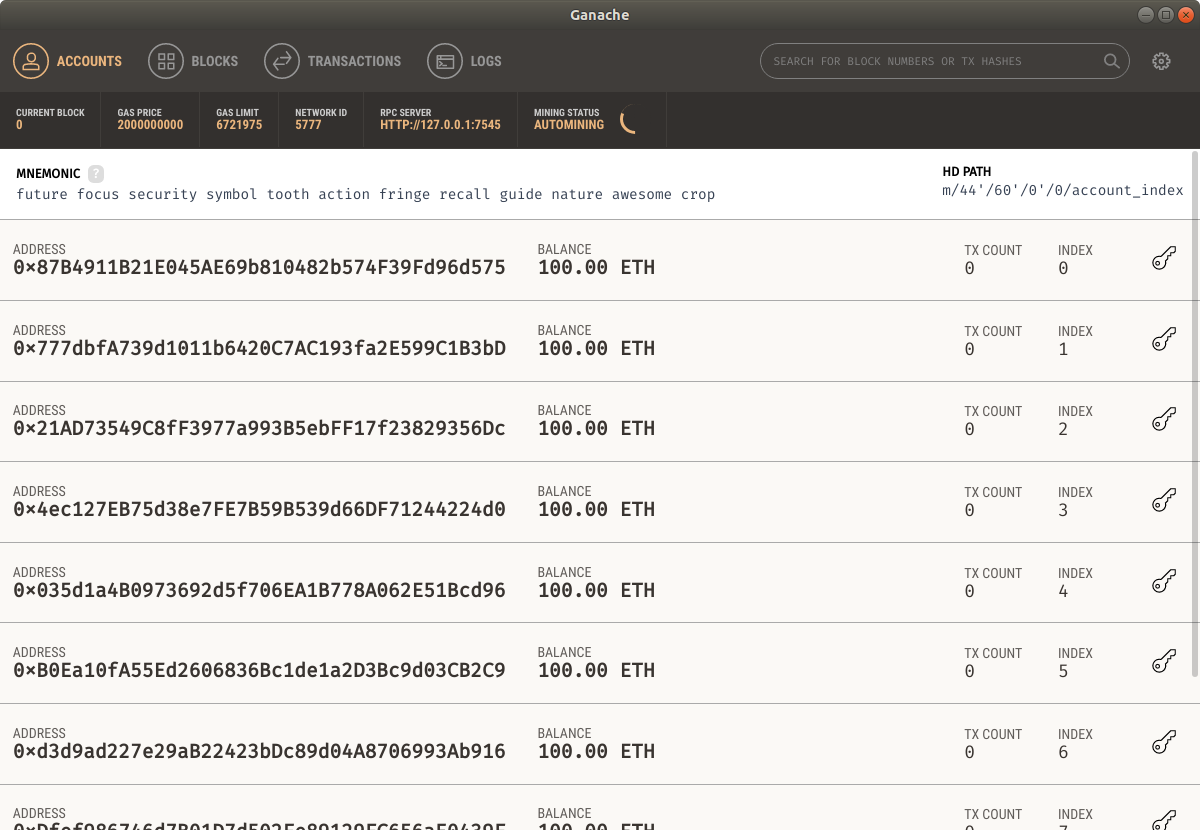 Ganache
ACCOUNTS BLOCKS TRANSACTIONS LOGS SEARCH FOR BLOCK NUMBERS OR TX HASHES
CURRENT BLOCK GAS PRICE GAS LIMIT NETWORK ID RPC SERVER MINING STATUS
0 2000000000 6721975 5777 HTTP://127.0.0.1:7545 AUTOMINING
MNEMONIC ? HD PATH
future focus security symbol tooth action fringe recall guide nature awesome crop m/44'/60'/0'/0/account_index
ADDRESS BALANCE TX COUNT INDEX
0x87B4911B21E045AE69b810482b574F39Fd96d575 100.00 ETH 0 0
ADDRESS BALANCE TX COUNT INDEX
0x777dbfA739d1011b6420C7AC193fa2E599C1B3bD 100.00 ETH 0 1
ADDRESS BALANCE TX COUNT INDEX
0x21AD73549C8fF3977a993B5ebFF17f23829356Dc 100.00 ETH 0 2
ADDRESS BALANCE TX COUNT INDEX
0x4ec127EB75d38e7FE7B59B539d66DF71244224d0 100.00 ETH 0 3
ADDRESS BALANCE TX COUNT INDEX
0x035d1a4B0973692d5f706EA1B778A062E51Bcd96 100.00 ETH 0 4
ADDRESS BALANCE TX COUNT INDEX
0xB0Ea10fA55Ed2606836Bc1de1a2D3Bc9d03CB2C9 100.00 ETH 0 5
ADDRESS BALANCE TX COUNT INDEX
0xd3d9ad227e29aB22423bDc89d04A8706993Ab916 100.00 ETH 0 6
ADDRESS BALANCE TX COUNT INDEX
100.00 ETH 0 7